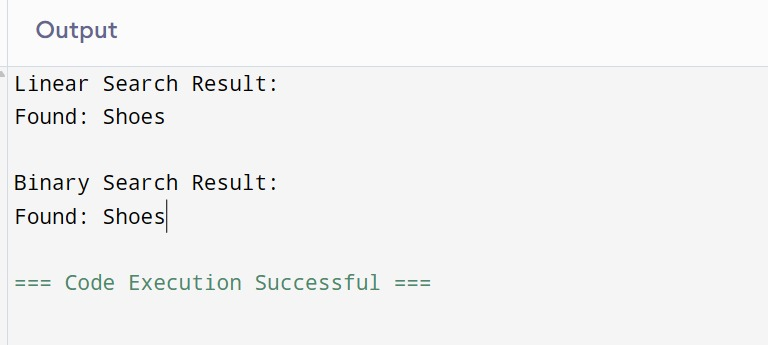 Output
Linear Search Result:
Found: Shoes
Binary Search Result:
Found: Shoes
=== Code Execution Successful ===